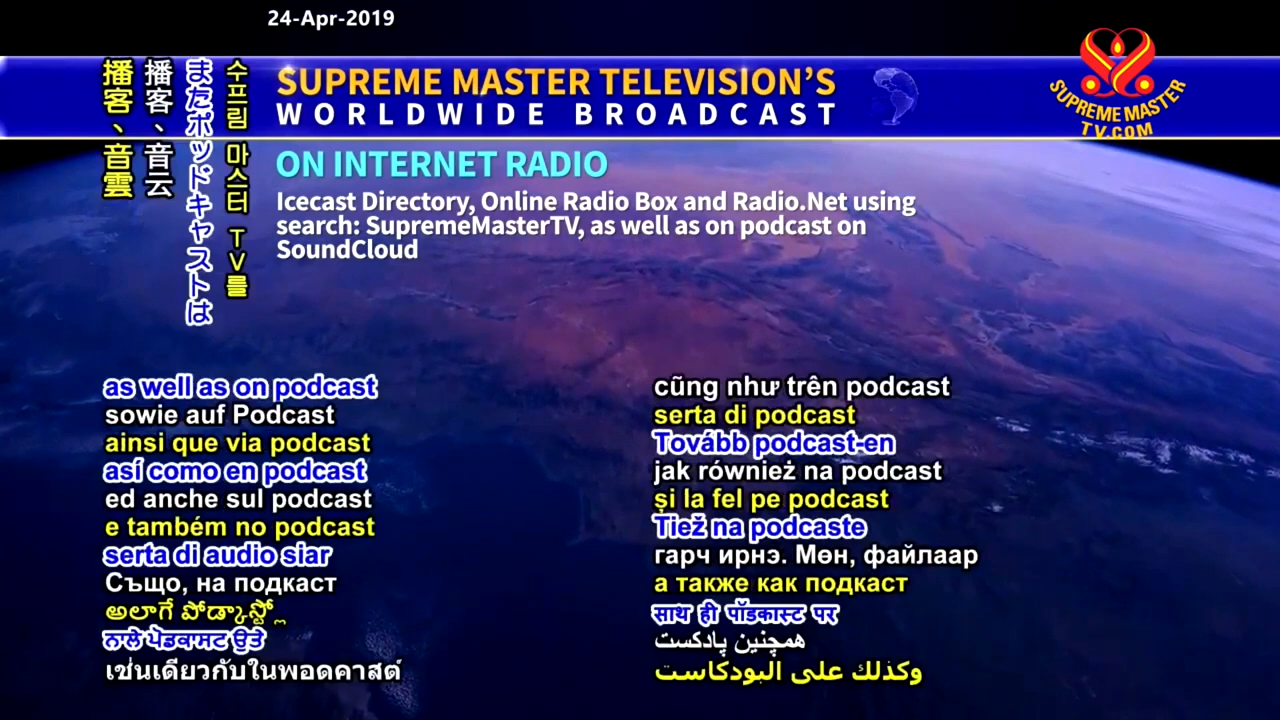 24-Apr-2019
SUPREME MASTER TELEVISION’S
WORLDWIDE BROADCAST
SUPREME MASTER
TV.COM
播客、音雲
播客、音云
またポッドキャストは
수프림 마스터 TV를
ON INTERNET RADIO
Icecast Directory, Online Radio Box and Radio.Net using
search: SupremeMasterTV, as well as on podcast on
SoundCloud
as well as on podcast
sowie auf Podcast
ainsi que via podcast
así como en podcast
ed anche sul podcast
e também no podcast
serta di audio siar
Също, на подкаст
అలాగే పోడ్కాస్ట్లో
ਨਾਲੇ ਪੋਡਕਾਸਟ ਉਤੇ
เช่นเดียวกับในพอดคาสต์
cũng như trên podcast
serta di podcast
Tovább podcast-en
jak również na podcast
și la fel pe podcast
Tiež na podcaste
гарч ирнэ. Мөн, файлаар
а также как подкаст
साथ ही पॉडकास्ट पर
همچنین پادکست
وكذلك على البودكاست